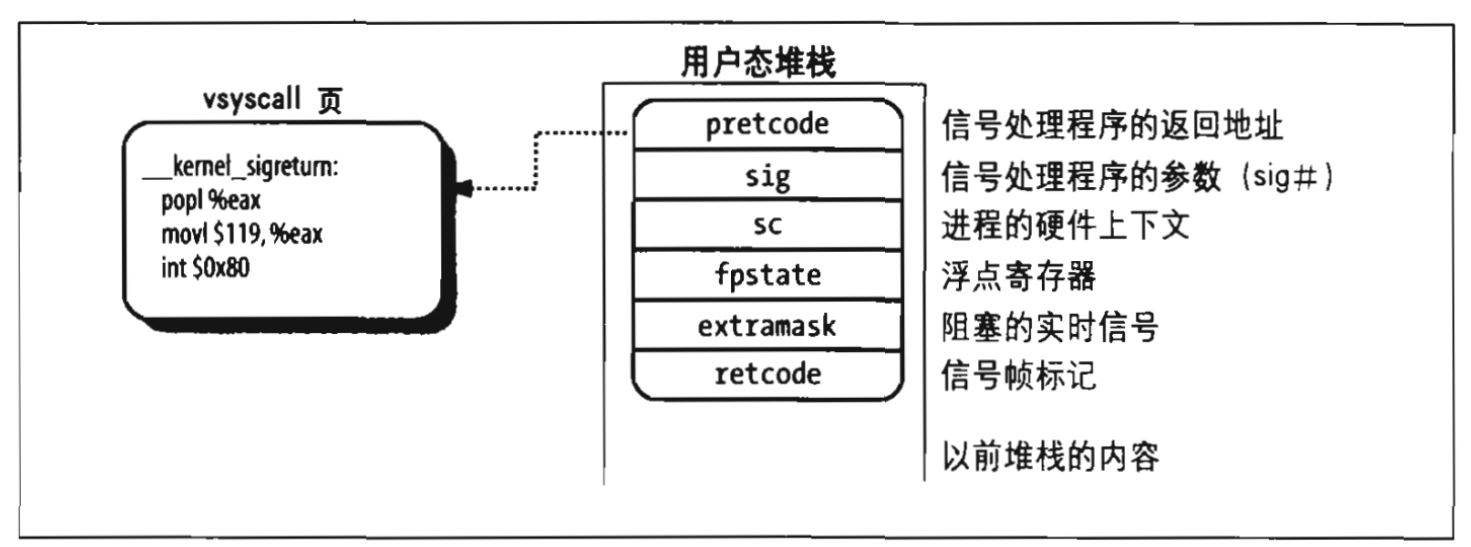 用户态堆栈
vsyscall 页
__kernel_sigreturn:
popl %eax
movl $119, %eax
int $0x80
pretcode 信号处理程序的返回地址
sig 信号处理程序的参数 (sig#)
sc 进程的硬件上下文
fpstate 浮点寄存器
extramask 阻塞的实时信号
retcode 信号帧标记
以前堆栈的内容